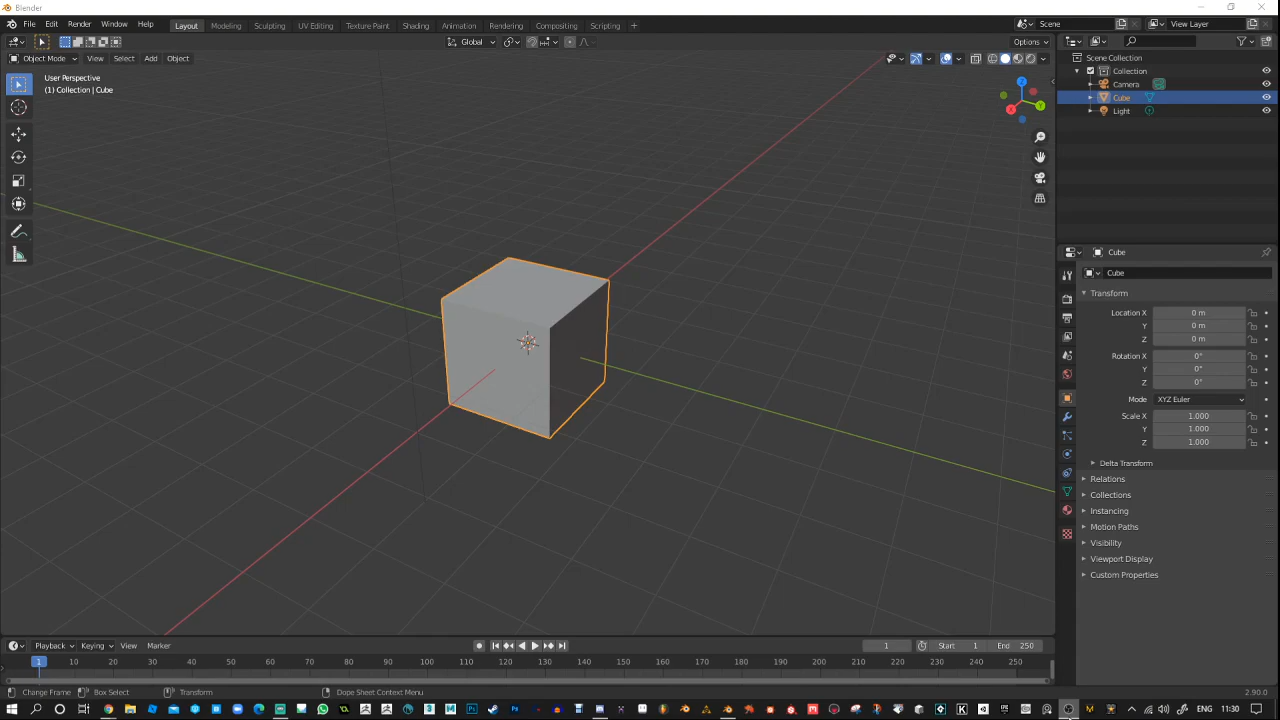 Blender
File Edit Render Window Help Layout Modeling Sculpting UV Editing Texture Paint Shading Animation Rendering Compositing Scripting + Scene View Layer
Global Options
Object Mode View Select Add Object
User Perspective
(1) Collection | Cube
Z
X
Y
Scene Collection
Collection
Camera
Cube
Light
Cube
Cube
Transform
Location X 0 m
Y 0 m
Z 0 m
Rotation X 0°
Y 0°
Z 0°
Mode XYZ Euler
Scale X 1.000
Y 1.000
Z 1.000
Delta Transform
Relations
Collections
Instancing
Motion Paths
Visibility
Viewport Display
Custom Properties
Playback Keying View Marker 1 Start 1 End 250
1 10 20 30 40 50 60 70 80 90 100 110 120 130 140 150 160 170 180 190 200 210 220 230 240 250
Change Frame Box Select Transform Dope Sheet Context Menu 2.90.0
ENG 11:30